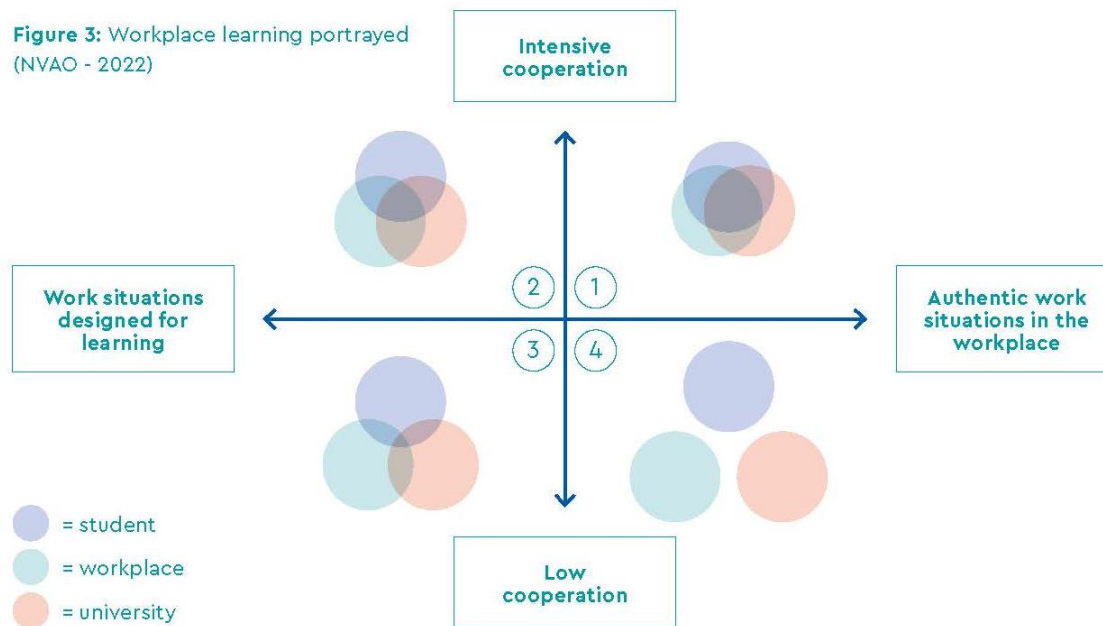 Figure 3: Workplace learning portrayed
(NVAO - 2022)
Intensive
cooperation
Work situations
designed for
learning
2
1
3
4
Authentic work
situations in the
workplace
Low
cooperation
= student
= workplace
= university